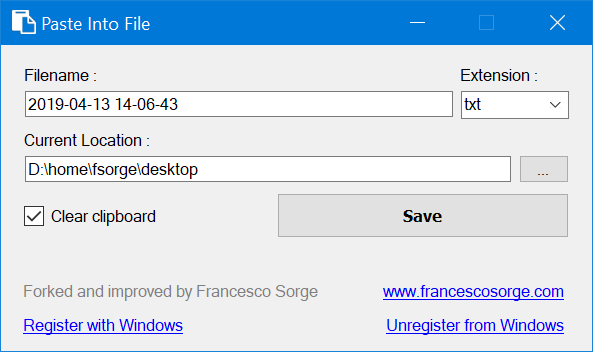 Paste Into File
Filename : Extension :
2019-04-13 14-06-43 txt
Current Location :
D:\home\fsorge\desktop ...
Clear clipboard Save
Forked and improved by Francesco Sorge www.francescosorge.com
Register with Windows Unregister from Windows